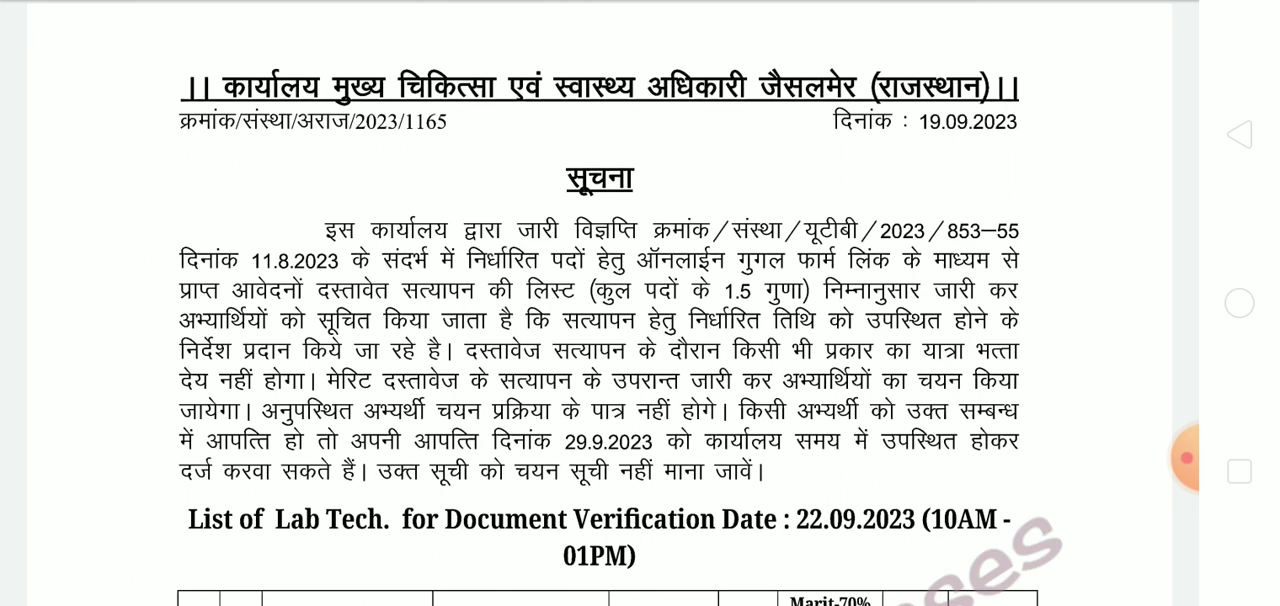 || कार्यालय मुख्य चिकित्सा एवं स्वास्थ्य अधिकारी जैसलमेर (राजस्थान)||
क्रमांक/संस्था/अराज/2023/1165 दिनांक : 19.09.2023
सूचना
इस कार्यालय द्वारा जारी विज्ञप्ति क्रमांक/संस्था/यूटीबी/2023/853–55
दिनांक 11.8.2023 के संदर्भ में निर्धारित पदों हेतु ऑनलाईन गुगल फार्म लिंक के माध्यम से
प्राप्त आवेदनों दस्तावेत सत्यापन की लिस्ट (कुल पदों के 1.5 गुणा) निम्नानुसार जारी कर
अभ्यार्थियों को सूचित किया जाता है कि सत्यापन हेतु निर्धारित तिथि को उपस्थित होने के
निर्देश प्रदान किये जा रहे है। दस्तावेज सत्यापन के दौरान किसी भी प्रकार का यात्रा भत्ता
देय नहीं होगा। मेरिट दस्तावेज के सत्यापन के उपरान्त जारी कर अभ्यार्थियों का चयन किया
जायेगा। अनुपस्थित अभ्यर्थी चयन प्रक्रिया के पात्र नहीं होगे। किसी अभ्यर्थी को उक्त सम्बन्ध
में आपत्ति हो तो अपनी आपत्ति दिनांक 29.9.2023 को कार्यालय समय में उपस्थित होकर
दर्ज करवा सकते हैं। उक्त सूची को चयन सूची नहीं माना जावें।
List of Lab Tech. for Document Verification Date : 22.09.2023 (10AM -
01PM)
Marit-70%